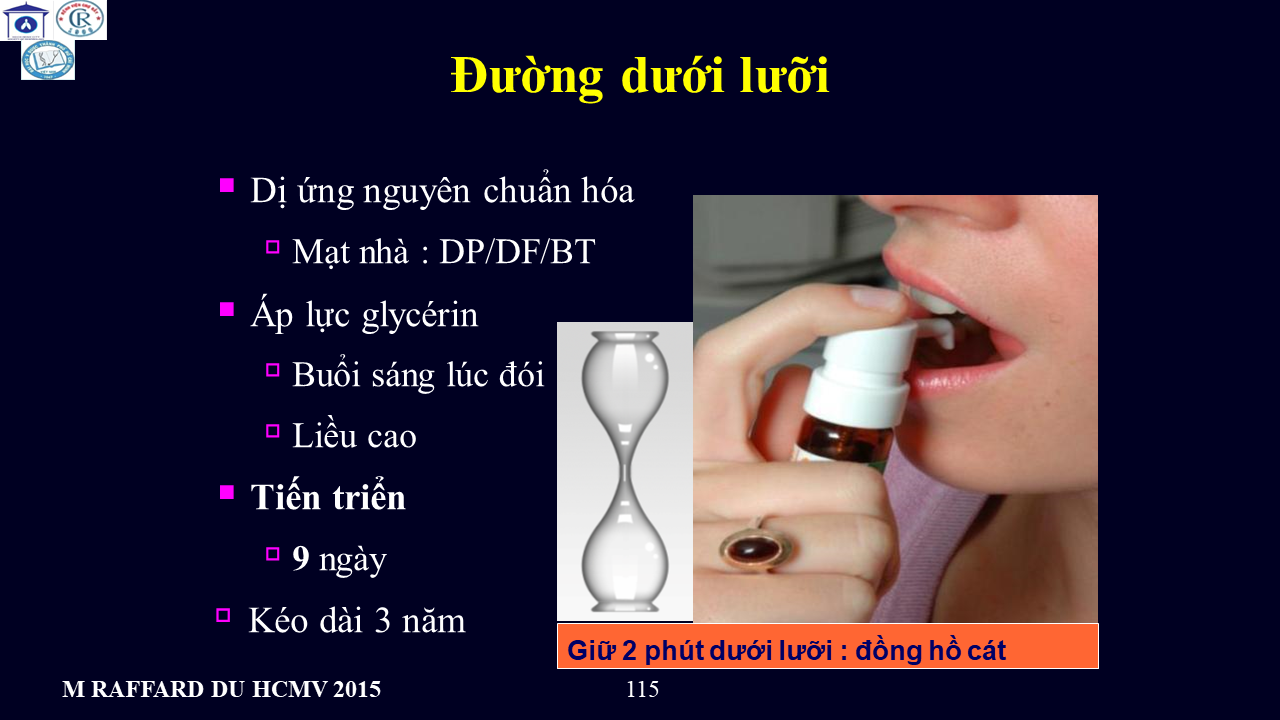 Đường dưới lưỡi
Dị ứng nguyên chuẩn hóa
Mạt nhà : DP/DF/BT
Áp lực glycérin
Buổi sáng lúc đói
Liều cao
Tiến triển
9 ngày
Kéo dài 3 năm
Giữ 2 phút dưới lưỡi : đồng hồ cát
M RAFFARD DU HCMV 2015
115